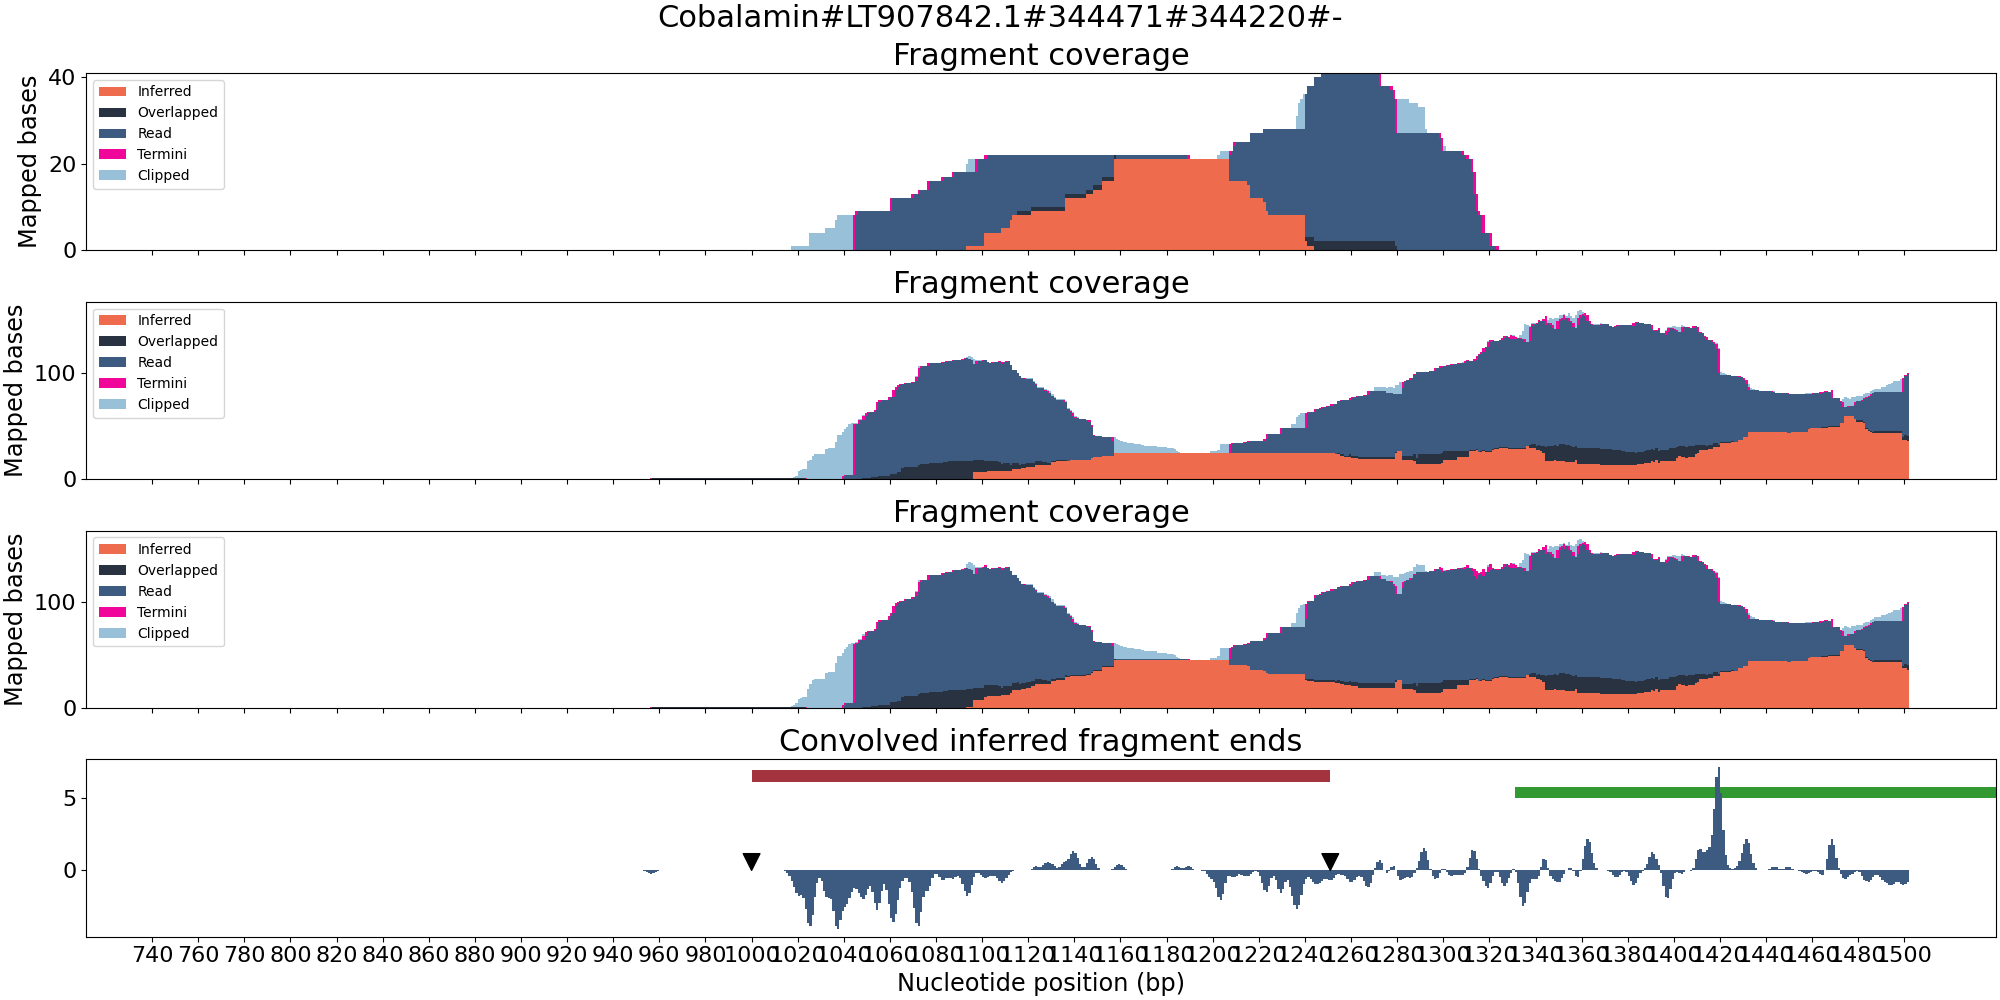 Cobalamin#LT907842.1#344471#344220#-
Fragment coverage
Mapped bases
40
20
0
Inferred
Overlapped
Read
Termini
Clipped
Fragment coverage
Mapped bases
100
0
Inferred
Overlapped
Read
Termini
Clipped
Fragment coverage
Mapped bases
100
0
Inferred
Overlapped
Read
Termini
Clipped
Convolved inferred fragment ends
5
0
740 760 780 800 820 840 860 880 900 920 940 960 980 1000 1020 1040 1060 1080 1100 1120 1140 1160 1180 1200 1220 1240 1260 1280 1300 1320 1340 1360 1380 1400 1420 1440 1460 1480 1500
Nucleotide position (bp)